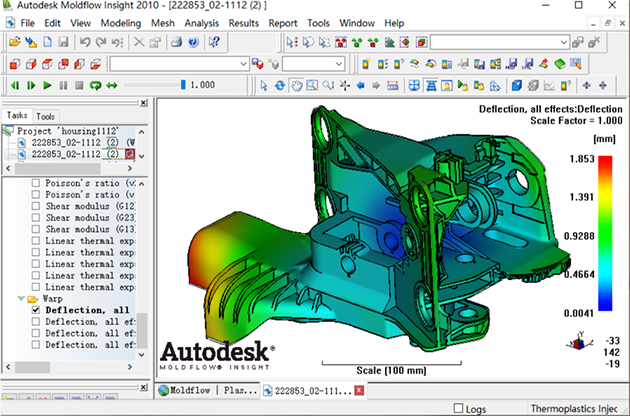 Autodesk Moldflow Insight 2010 - [222853_02-1112 (2) ]
File Edit View Modeling Mesh Analysis Results Report Tools Window Help
1.000
Tasks Tools
Project 'housing1112'
222853_02-1112 (2) (W
222853_02-1112 (2)
Poisson's ratio (v
Poisson's ratio (v
Shear modulus (G12)
Shear modulus (G23)
Shear modulus (G13)
Linear thermal exp
Linear thermal exp
Linear thermal exp
Linear thermal exp
Linear thermal exp
Warp
Deflection, all
Deflection, all ef
Deflection, all ef
Deflection, all ef
Deflection, all effects:Deflection
Scale Factor = 1.000
[mm]
1.853
1.391
0.9288
0.4664
0.0041
Autodesk®
MOLDFLOW® INSIGHT
Scale (100 mm)
-33
142
-19
Moldflow | Plas...
222853_02-111...
Logs
Thermoplastics Injec